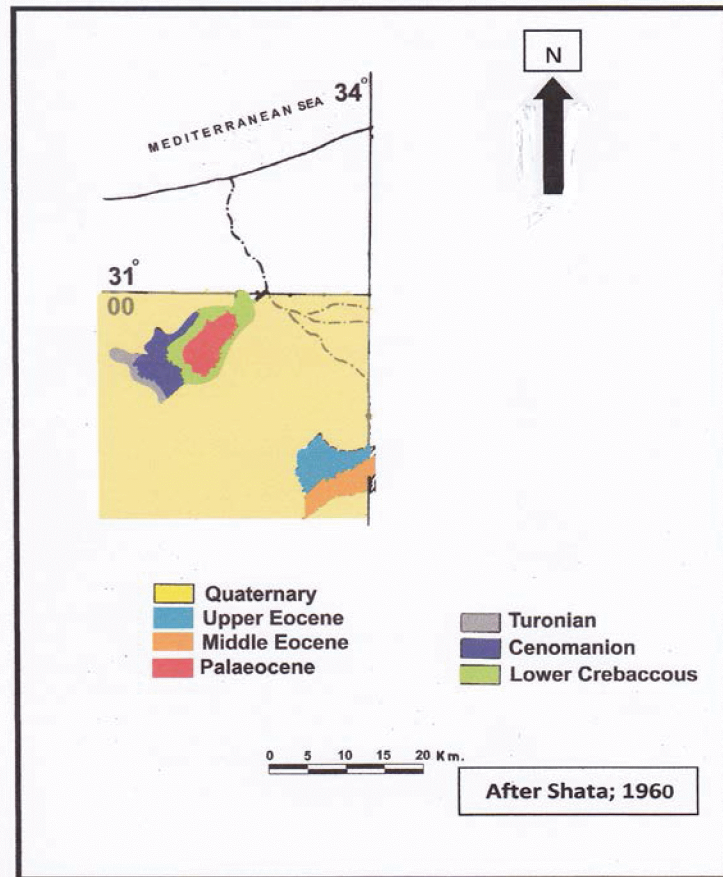 N
34°
MEDITERRANEAN SEA
31°
00
Quaternary
Upper Eocene
Middle Eocene
Palaeocene
Turonian
Cenomanion
Lower Crebaccous
0 5 10 15 20 Km.
After Shata; 1960